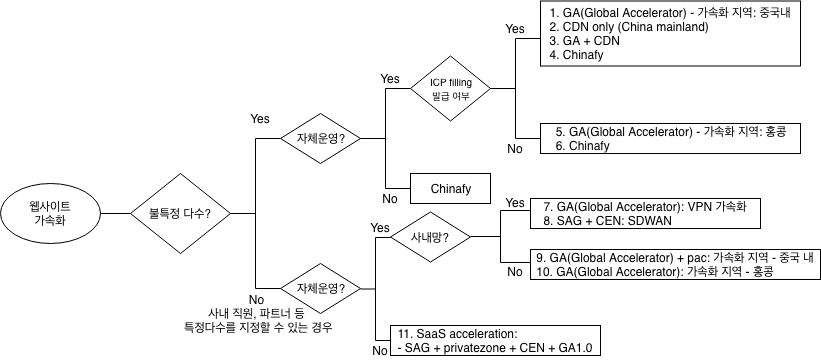 웹사이트
가속화
불특정 다수?
Yes
자체운영?
Yes
ICP filling
발급 여부
Yes
1. GA(Global Accelerator) - 가속화 지역: 중국내
2. CDN only (China mainland)
3. GA + CDN
4. Chinafy
No
5. GA(Global Accelerator) - 가속화 지역: 홍콩
6. Chinafy
No
Chinafy
No
사내 직원, 파트너 등
특정다수를 지정할 수 있는 경우
자체운영?
Yes
사내망?
Yes
7. GA(Global Accelerator): VPN 가속화
8. SAG + CEN: SDWAN
No
9. GA(Global Accelerator) + pac: 가속화 지역 - 중국 내
10. GA(Global Accelerator): 가속화 지역 - 홍콩
No
11. SaaS acceleration:
- SAG + privatezone + CEN + GA1.0